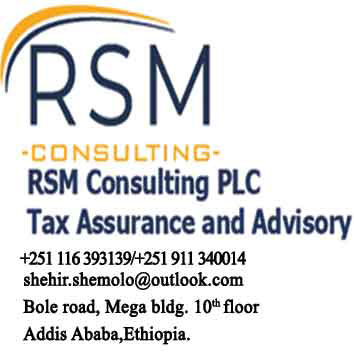 RSM
-CONSULTING-
RSM Consulting PLC
Tax Assurance and Advisory
+251 116 393139/+251 911 340014
shehir.shemolo@outlook.com
Bole road, Mega bldg. 10th floor
Addis Ababa,Ethiopia.